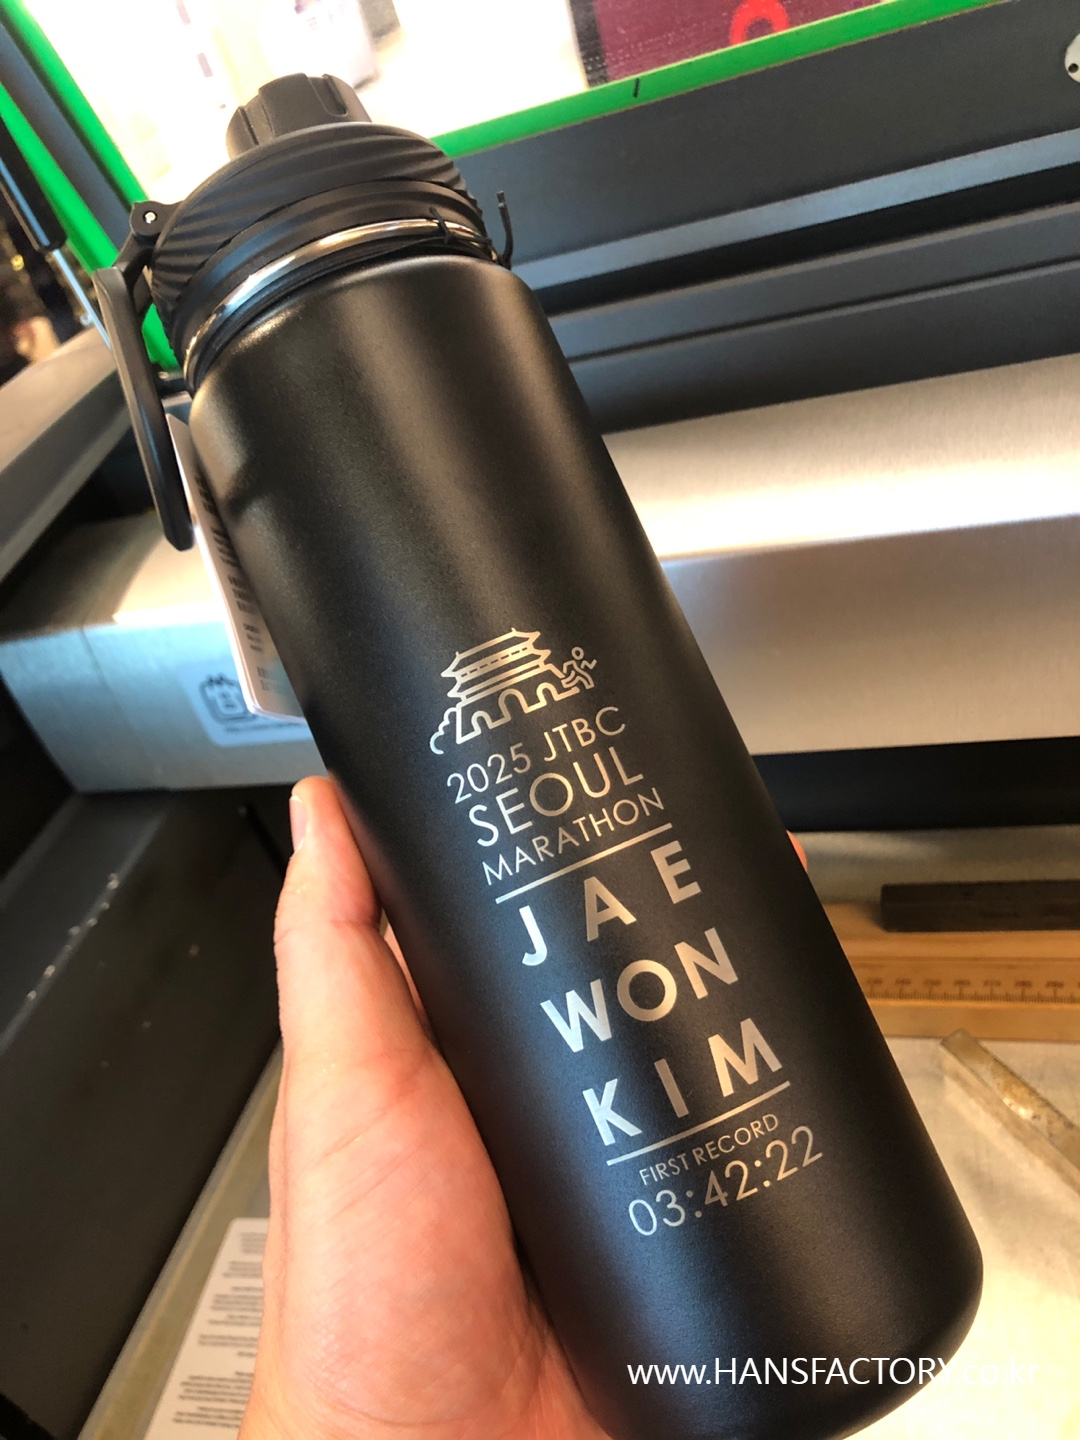 2025 JTBC
SEOUL
MARATHON
JAE
WON
KIM
FIRST RECORD
03:42:22
www.HANSFACTORY.co.kr